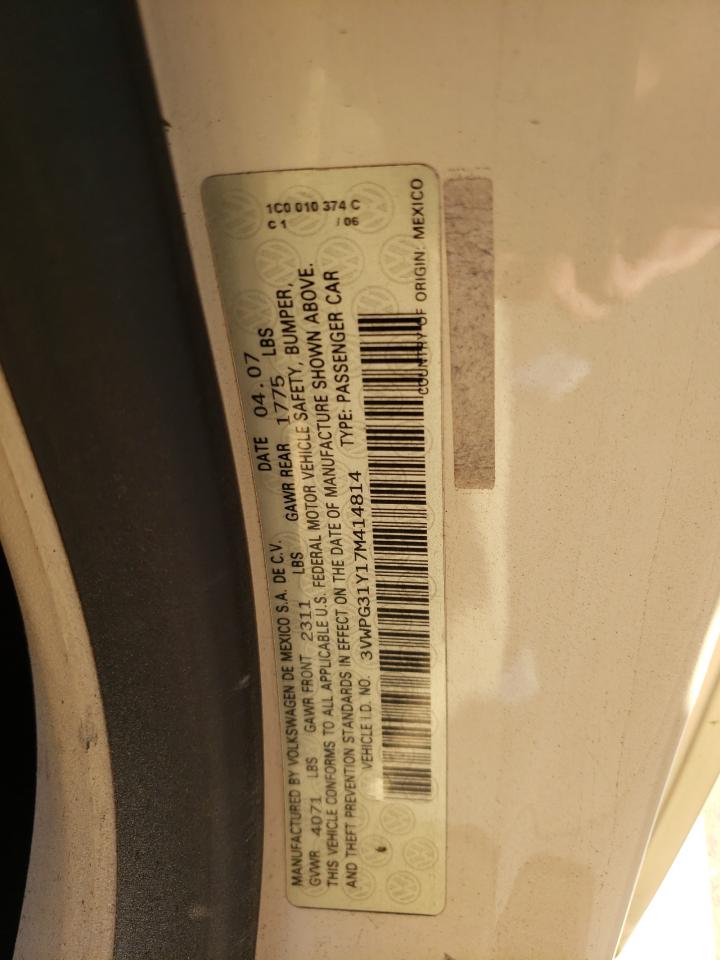 1C0 010 374 C
C 1 / 06
MANUFACTURED BY VOLKSWAGEN DE MEXICO S.A. DE C.V. DATE 04.07
GVWR 4071 LBS GAWR FRONT 2311 LBS GAWR REAR 1775 LBS
THIS VEHICLE CONFORMS TO ALL APPLICABLE U.S. FEDERAL MOTOR VEHICLE SAFETY, BUMPER,
AND THEFT PREVENTION STANDARDS IN EFFECT ON THE DATE OF MANUFACTURE SHOWN ABOVE.
VEHICLE I.D. NO. 3VWPG31Y17M414814 TYPE: PASSENGER CAR
COUNTRY OF ORIGIN: MEXICO